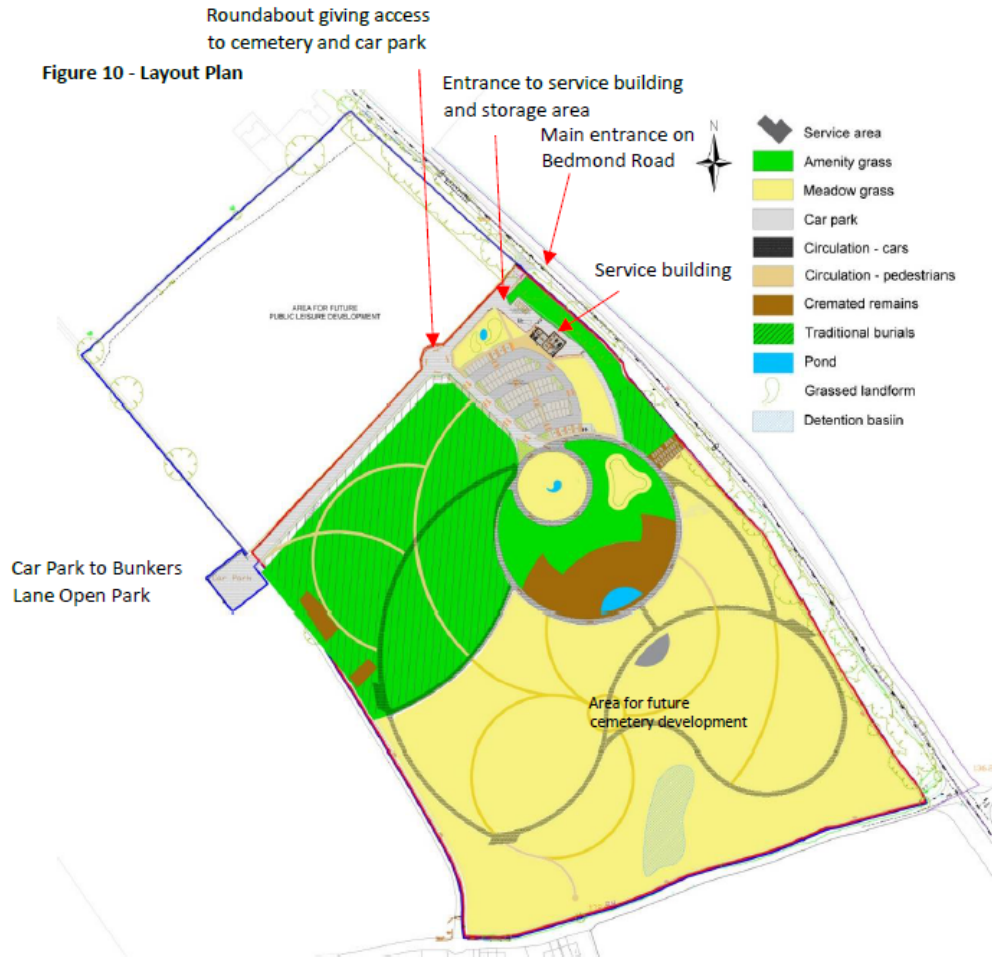 Roundabout giving access
to cemetery and car park
Figure 10 - Layout Plan
Entrance to service building
and storage area
Main entrance on
Bedmond Road
N
Service area
Amenity grass
Meadow grass
Car park
Circulation - cars
Circulation - pedestrians
Cremated remains
Traditional burials
Pond
Grassed landform
Detention basiin
Service building
AREA FOR FUTURE
PUBLIC LEISURE DEVELOPMENT
Car Park to Bunkers
Lane Open Park
Car Park
Area for future
cemetery development